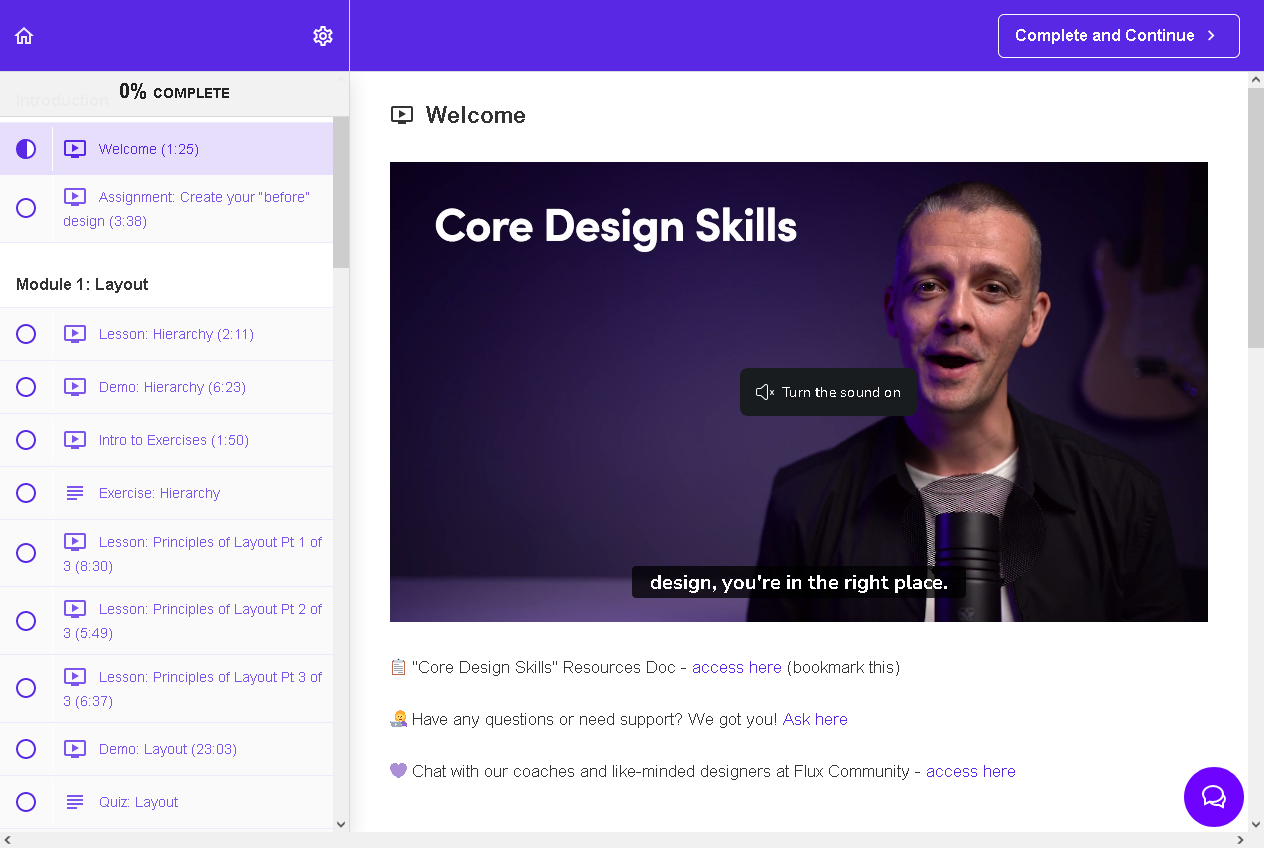 Complete and Continue
0% COMPLETE
Introduction
Welcome (1:25)
Assignment: Create your "before"
design (3:38)
Module 1: Layout
Lesson: Hierarchy (2:11)
Demo: Hierarchy (6:23)
Intro to Exercises (1:50)
Exercise: Hierarchy
Lesson: Principles of Layout Pt 1 of
3 (8:30)
Lesson: Principles of Layout Pt 2 of
3 (5:49)
Lesson: Principles of Layout Pt 3 of
3 (6:37)
Demo: Layout (23:03)
Quiz: Layout
Welcome
Core Design Skills
Turn the sound on
design, you're in the right place.
"Core Design Skills" Resources Doc - access here (bookmark this)
Have any questions or need support? We got you! Ask here
Chat with our coaches and like-minded designers at Flux Community - access here